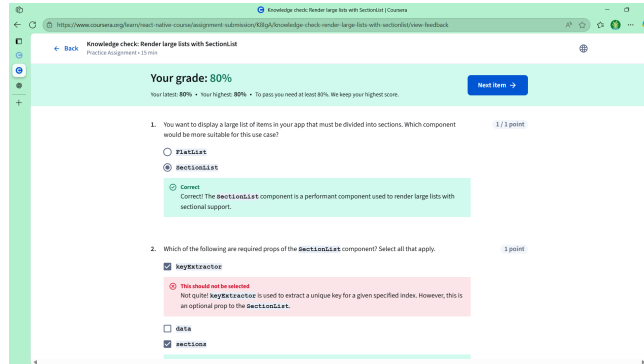 Knowledge check: Render large lists with SectionList | Coursera
https://www.coursera.org/learn/react-native-course/assignment-submission/K8lgA/knowledge-check-render-large-lists-with-sectionlist/view-feedback
Back
Knowledge check: Render large lists with SectionList
Practice Assignment • 15 min
Your grade: 80%
Your latest: 80% • Your highest: 80% • To pass you need at least 80%. We keep your highest score.
Next item →
1. You want to display a large list of items in your app that must be divided into sections. Which component
would be more suitable for this use case?
1 / 1 point
FlatList
SectionList
Correct
Correct! The SectionList component is a performant component used to render large lists with
sectional support.
2. Which of the following are required props of the SectionList component? Select all that apply.
1 point
keyExtractor
This should not be selected
Not quite! keyExtractor is used to extract a unique key for a given specified index. However, this is
an optional prop to the SectionList.
data
sections